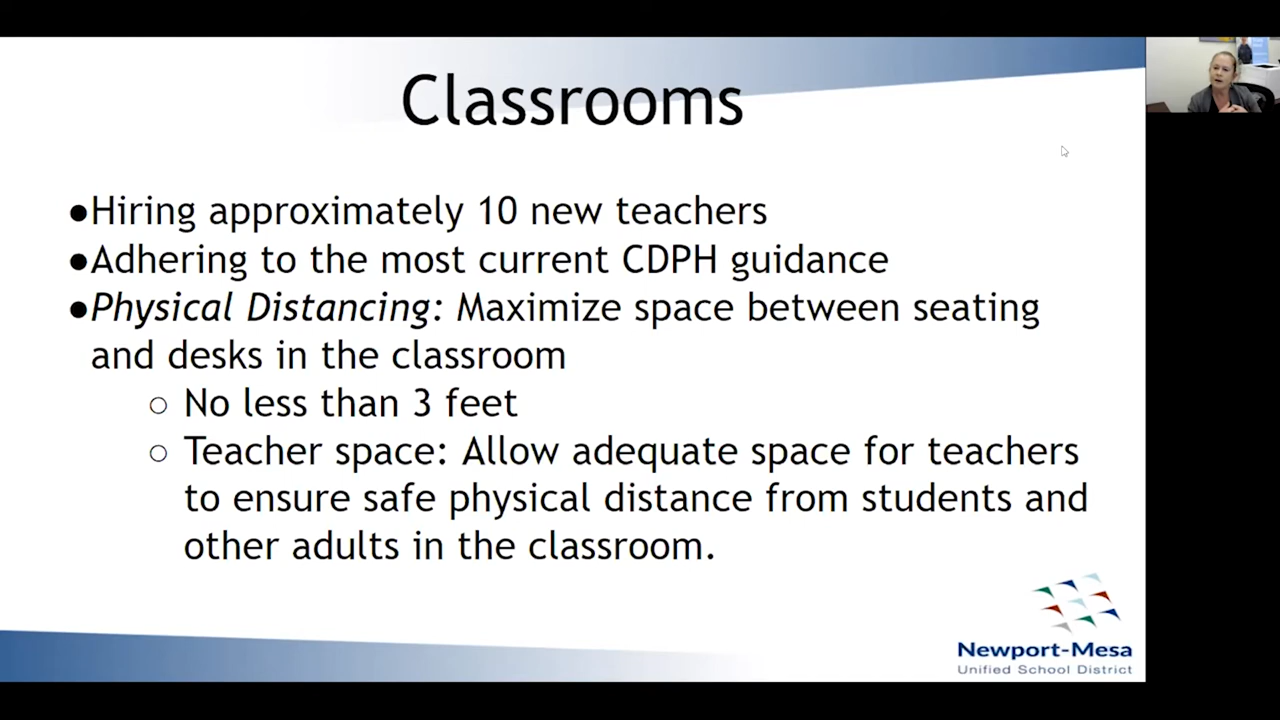 Classrooms
●Hiring approximately 10 new teachers
●Adhering to the most current CDPH guidance
●Physical Distancing: Maximize space between seating
and desks in the classroom
○ No less than 3 feet
○ Teacher space: Allow adequate space for teachers
to ensure safe physical distance from students and
other adults in the classroom.
Newport-Mesa
Unified School District